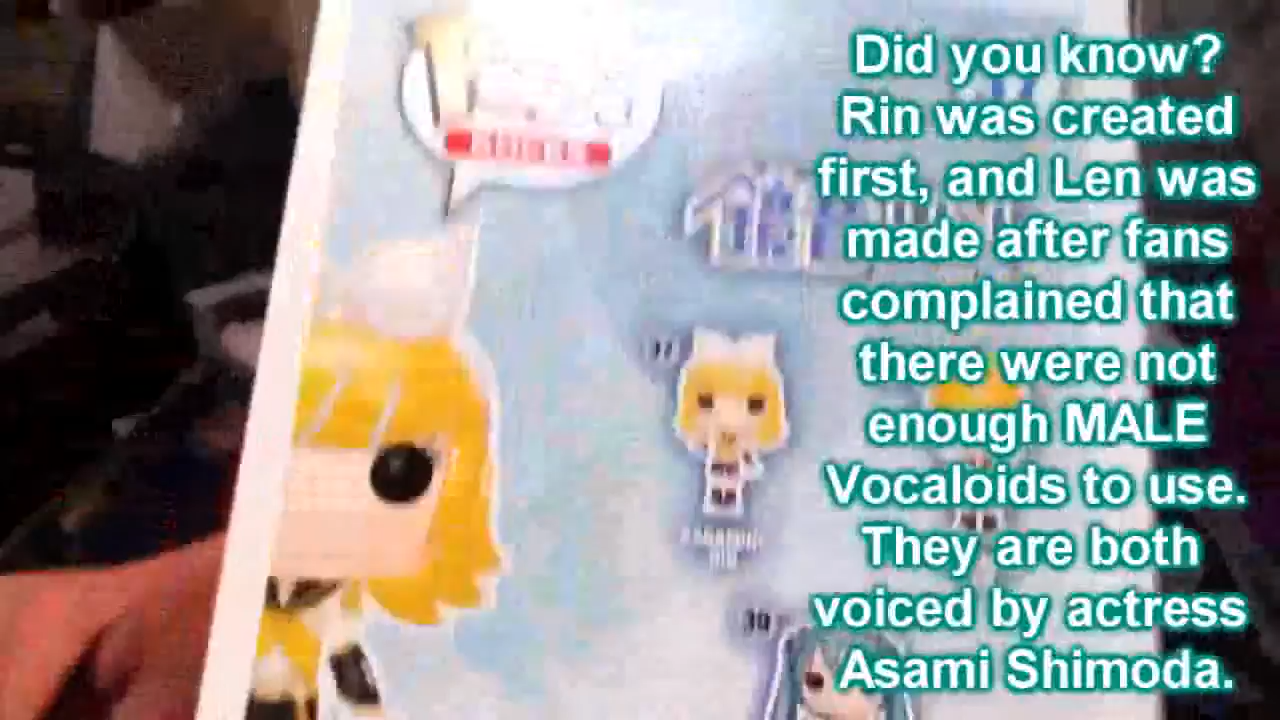 Did you know?
Rin was created
first, and Len was
made after fans
complained that
there were not
enough MALE
Vocaloids to use.
They are both
voiced by actress
Asami Shimoda.